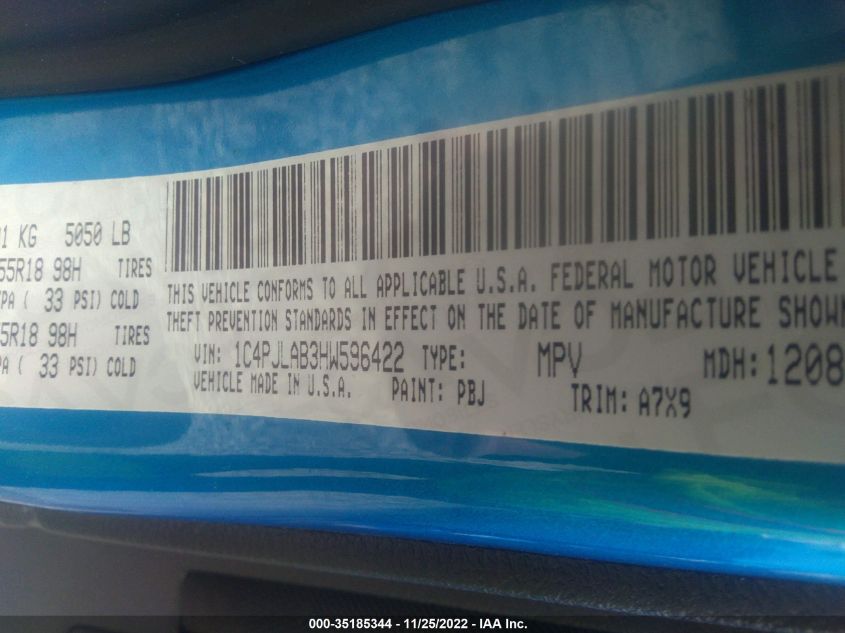 01 KG 5050 LB
55R18 98H TIRES
PA ( 33 PSI) COLD
5R18 98H TIRES
PA ( 33 PSI) COLD
THIS VEHICLE CONFORMS TO ALL APPLICABLE U.S.A. FEDERAL MOTOR VEHICLE
THEFT PREVENTION STANDARDS IN EFFECT ON THE DATE OF MANUFACTURE SHOWN
VIN: 1C4PJLAB3HW596422 TYPE: MPV MDH: 1208
VEHICLE MADE IN U.S.A. PAINT: PBJ TRIM: A7X9
000-35185344 - 11/25/2022 - IAA Inc.